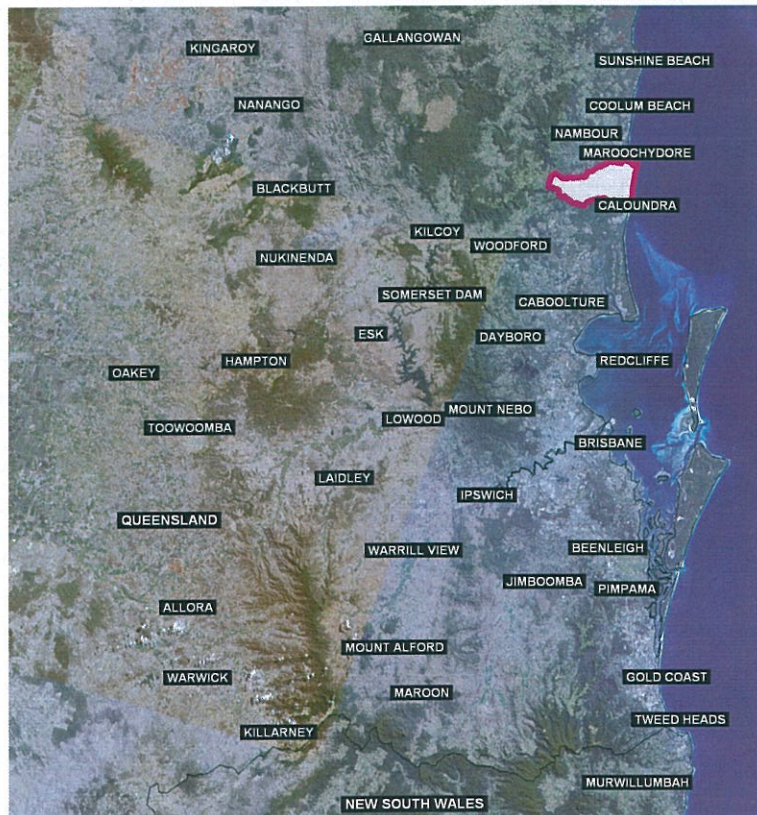 GALLANGOWAN
KINGAROY
SUNSHINE BEACH
NANANGO
COOLUM BEACH
NAMBOUR
MAROOCHYDORE
BLACKBUTT
CALOUNDRA
KILCOY
WOODFORD
NUKINENDA
SOMERSET DAM
CABOOLTURE
ESK
DAYBORO
HAMPTON
REDCLIFFE
OAKEY
MOUNT NEBO
LOWOOD
TOOWOOMBA
BRISBANE
LAIDLEY
IPSWICH
QUEENSLAND
BEENLEIGH
WARRILL VIEW
JIMBOOMBA
PIMPAMA
ALLORA
MOUNT ALFORD
WARWICK
GOLD COAST
MAROON
TWEED HEADS
KILLARNEY
MURWILLUMBAH
NEW SOUTH WALES